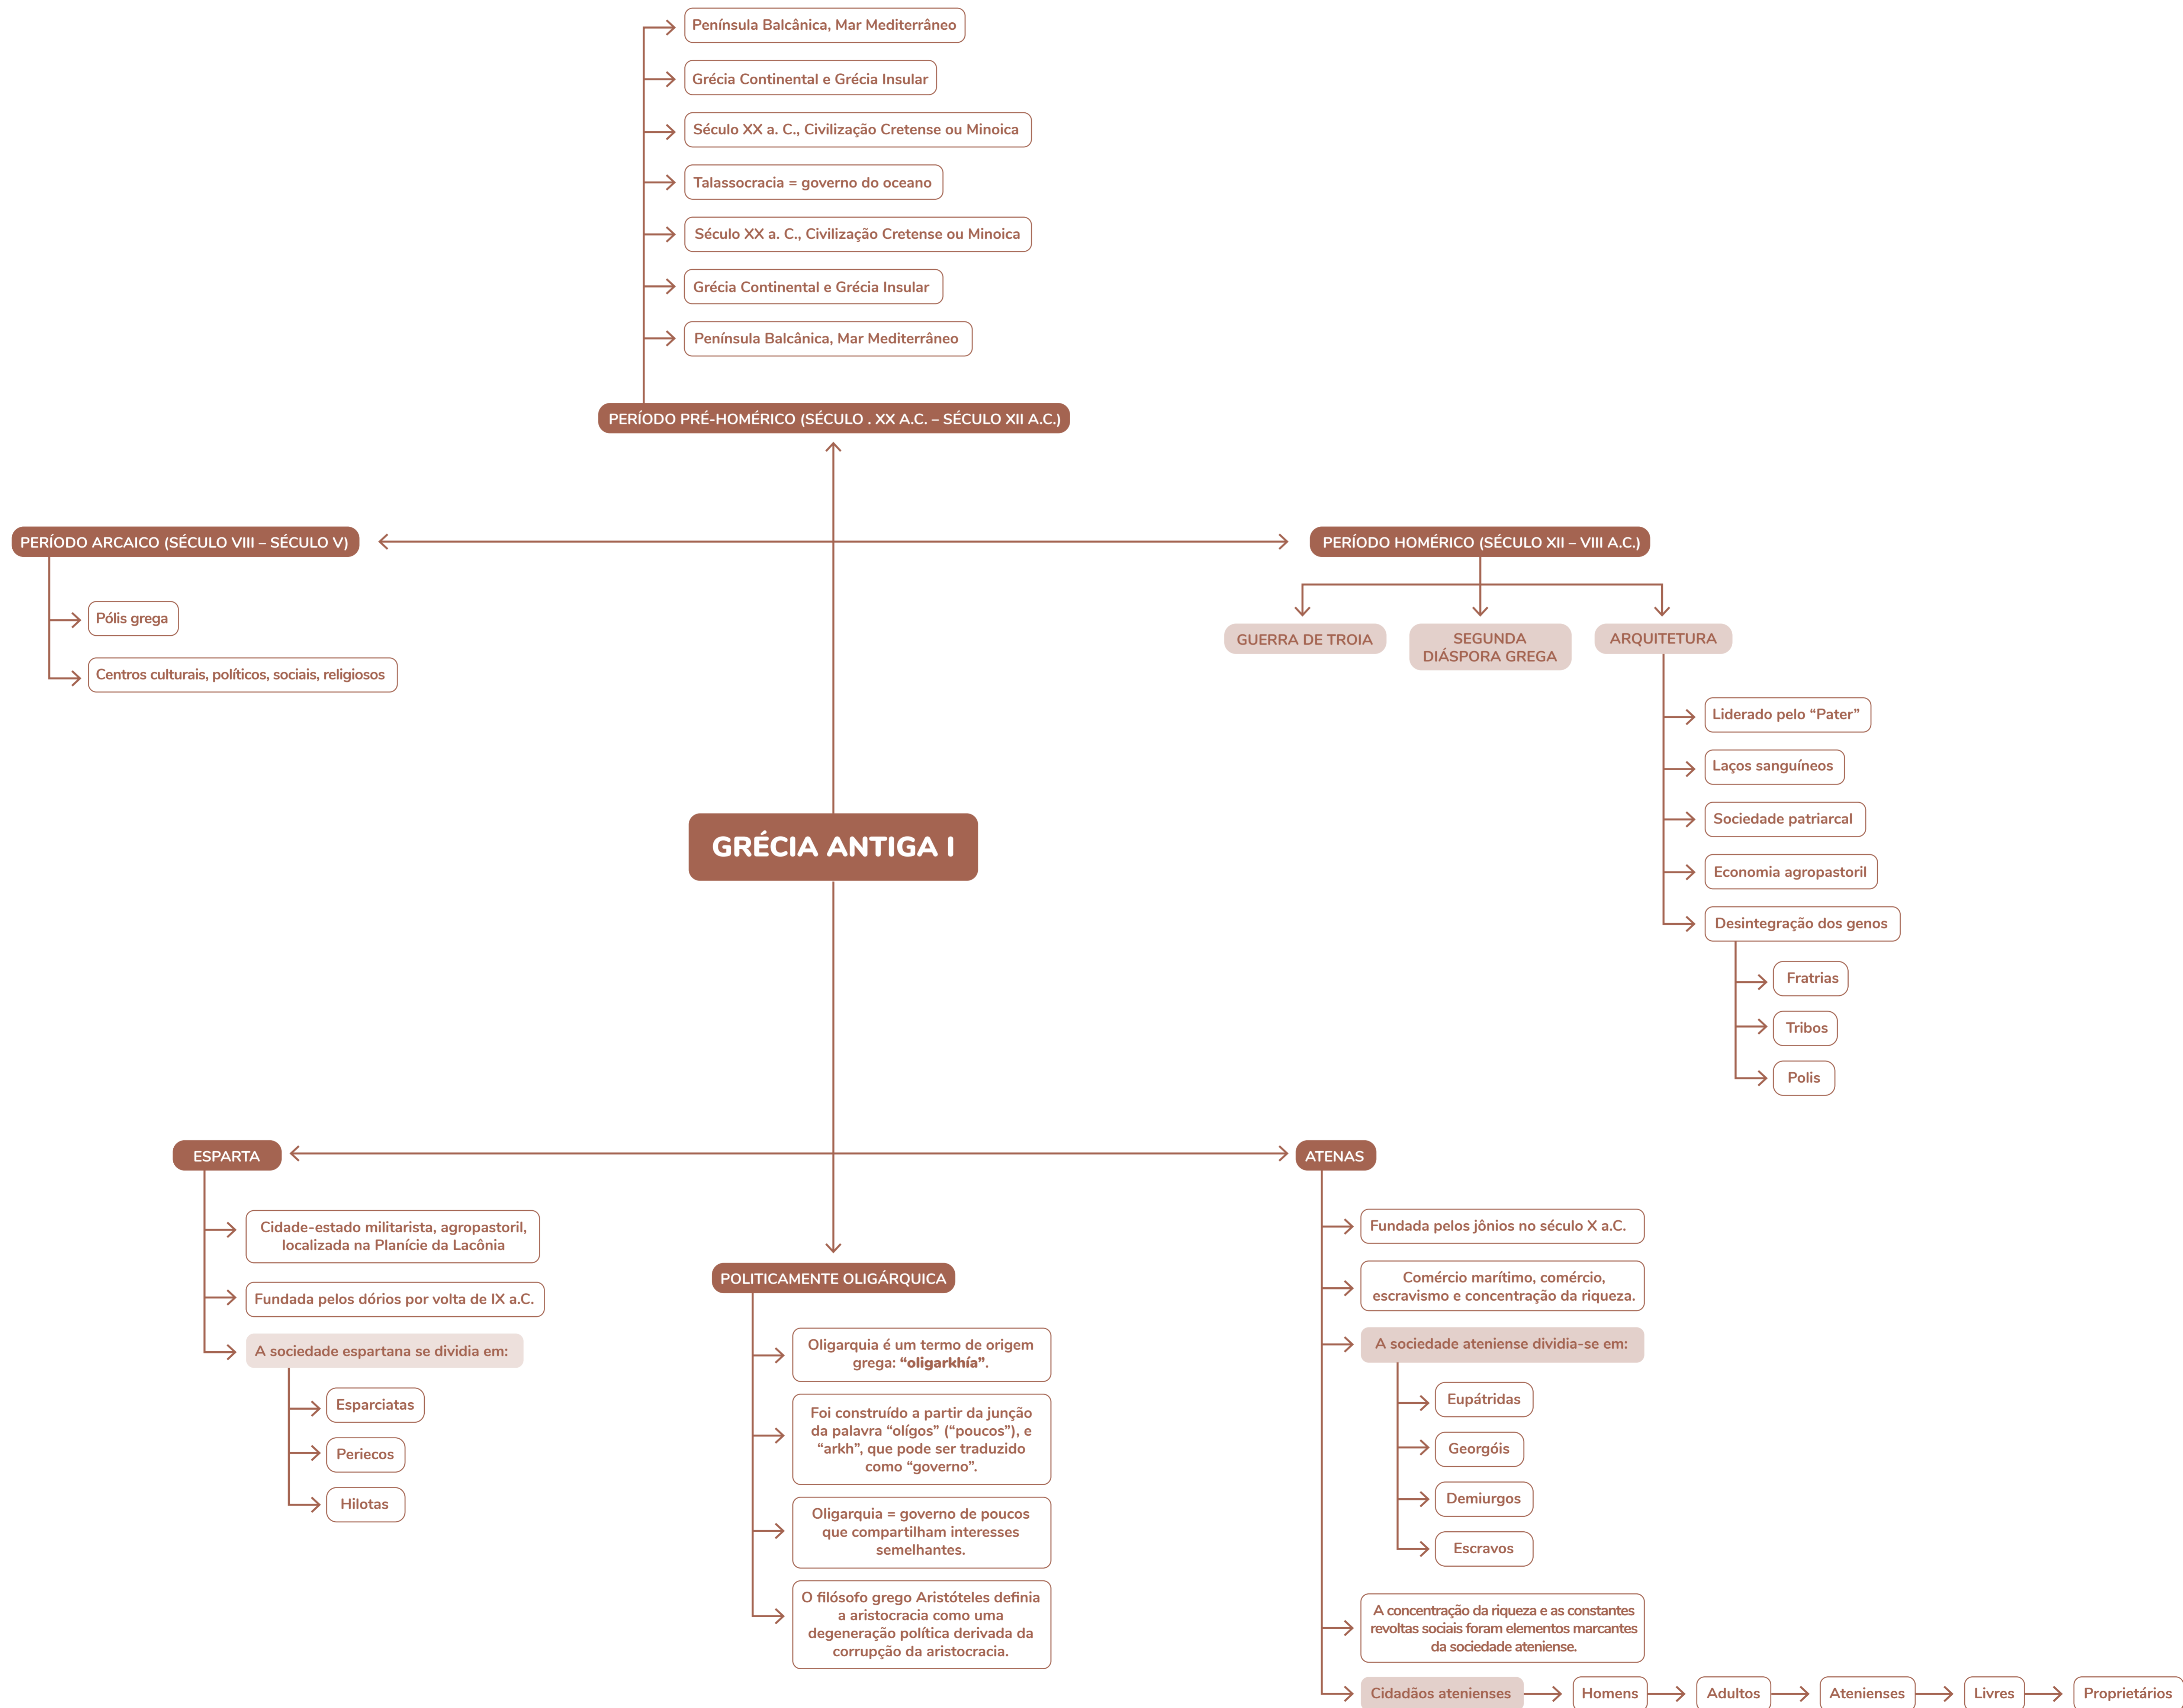 Península Balcânica, Mar Mediterrâneo
Grécia Continental e Grécia Insular
Século XX a. C., Civilização Cretense ou Minoica
Talassocracia = governo do oceano
Século XX a. C., Civilização Cretense ou Minoica
Grécia Continental e Grécia Insular
Península Balcânica, Mar Mediterrâneo
PERÍODO PRÉ-HOMÉRICO (SÉCULO . XX A.C. – SÉCULO XII A.C.)
PERÍODO ARCAICO (SÉCULO VIII – SÉCULO V)
Pólis grega
Centros culturais, políticos, sociais, religiosos
PERÍODO HOMÉRICO (SÉCULO XII – VIII A.C.)
GUERRA DE TROIA
SEGUNDA
DIÁSPORA GREGA
ARQUITETURA
Liderado pelo “Pater”
Laços sanguíneos
Sociedade patriarcal
Economia agropastoril
Desintegração dos genos
Fratrias
Tribos
Polis
GRÉCIA ANTIGA I
ESPARTA
Cidade-estado militarista, agropastoril,
localizada na Planície da Lacônia
Fundada pelos dórios por volta de IX a.C.
A sociedade espartana se dividia em:
Esparciatas
Periecos
Hilotas
POLITICAMENTE OLIGÁRQUICA
Oligarquia é um termo de origem
grega: “oligarkhía”.
Foi construído a partir da junção
da palavra “olígos” (“poucos”), e
“arkh”, que pode ser traduzido
como “governo”.
Oligarquia = governo de poucos
que compartilham interesses
semelhantes.
O filósofo grego Aristóteles definia
a aristocracia como uma
degeneração política derivada da
corrupção da aristocracia.
ATENAS
Fundada pelos jônios no século X a.C.
Comércio marítimo, comércio,
escravismo e concentração da riqueza.
A sociedade ateniense dividia-se em:
Eupátridas
Georgóis
Demiurgos
Escravos
A concentração da riqueza e as constantes
revoltas sociais foram elementos marcantes
da sociedade ateniense.
Cidadãos atenienses
Homens
Adultos
Atenienses
Livres
Proprietários